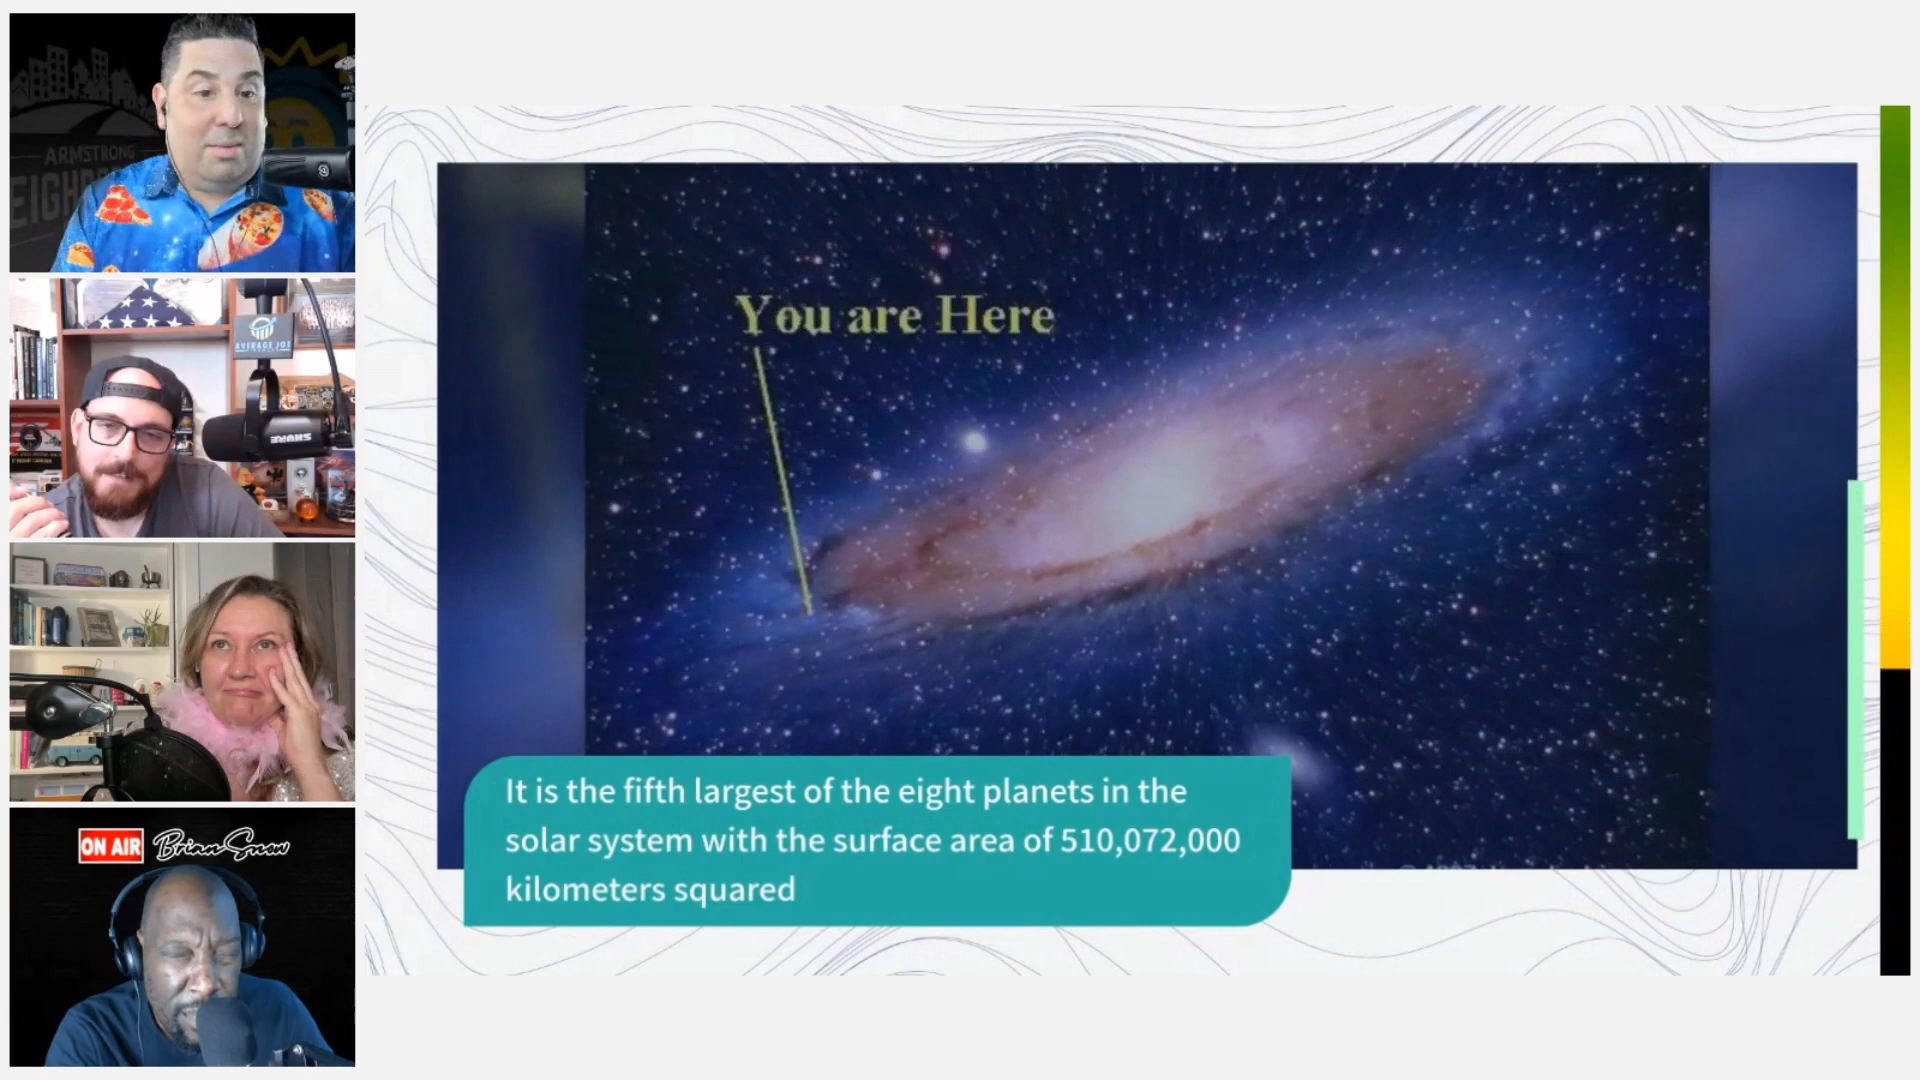 ARMSTRONG
You are Here
AVERAGE JOE
SHURE
It is the fifth largest of the eight planets in the
solar system with the surface area of 510,072,000
kilometers squared
ON AIR Brian Snow